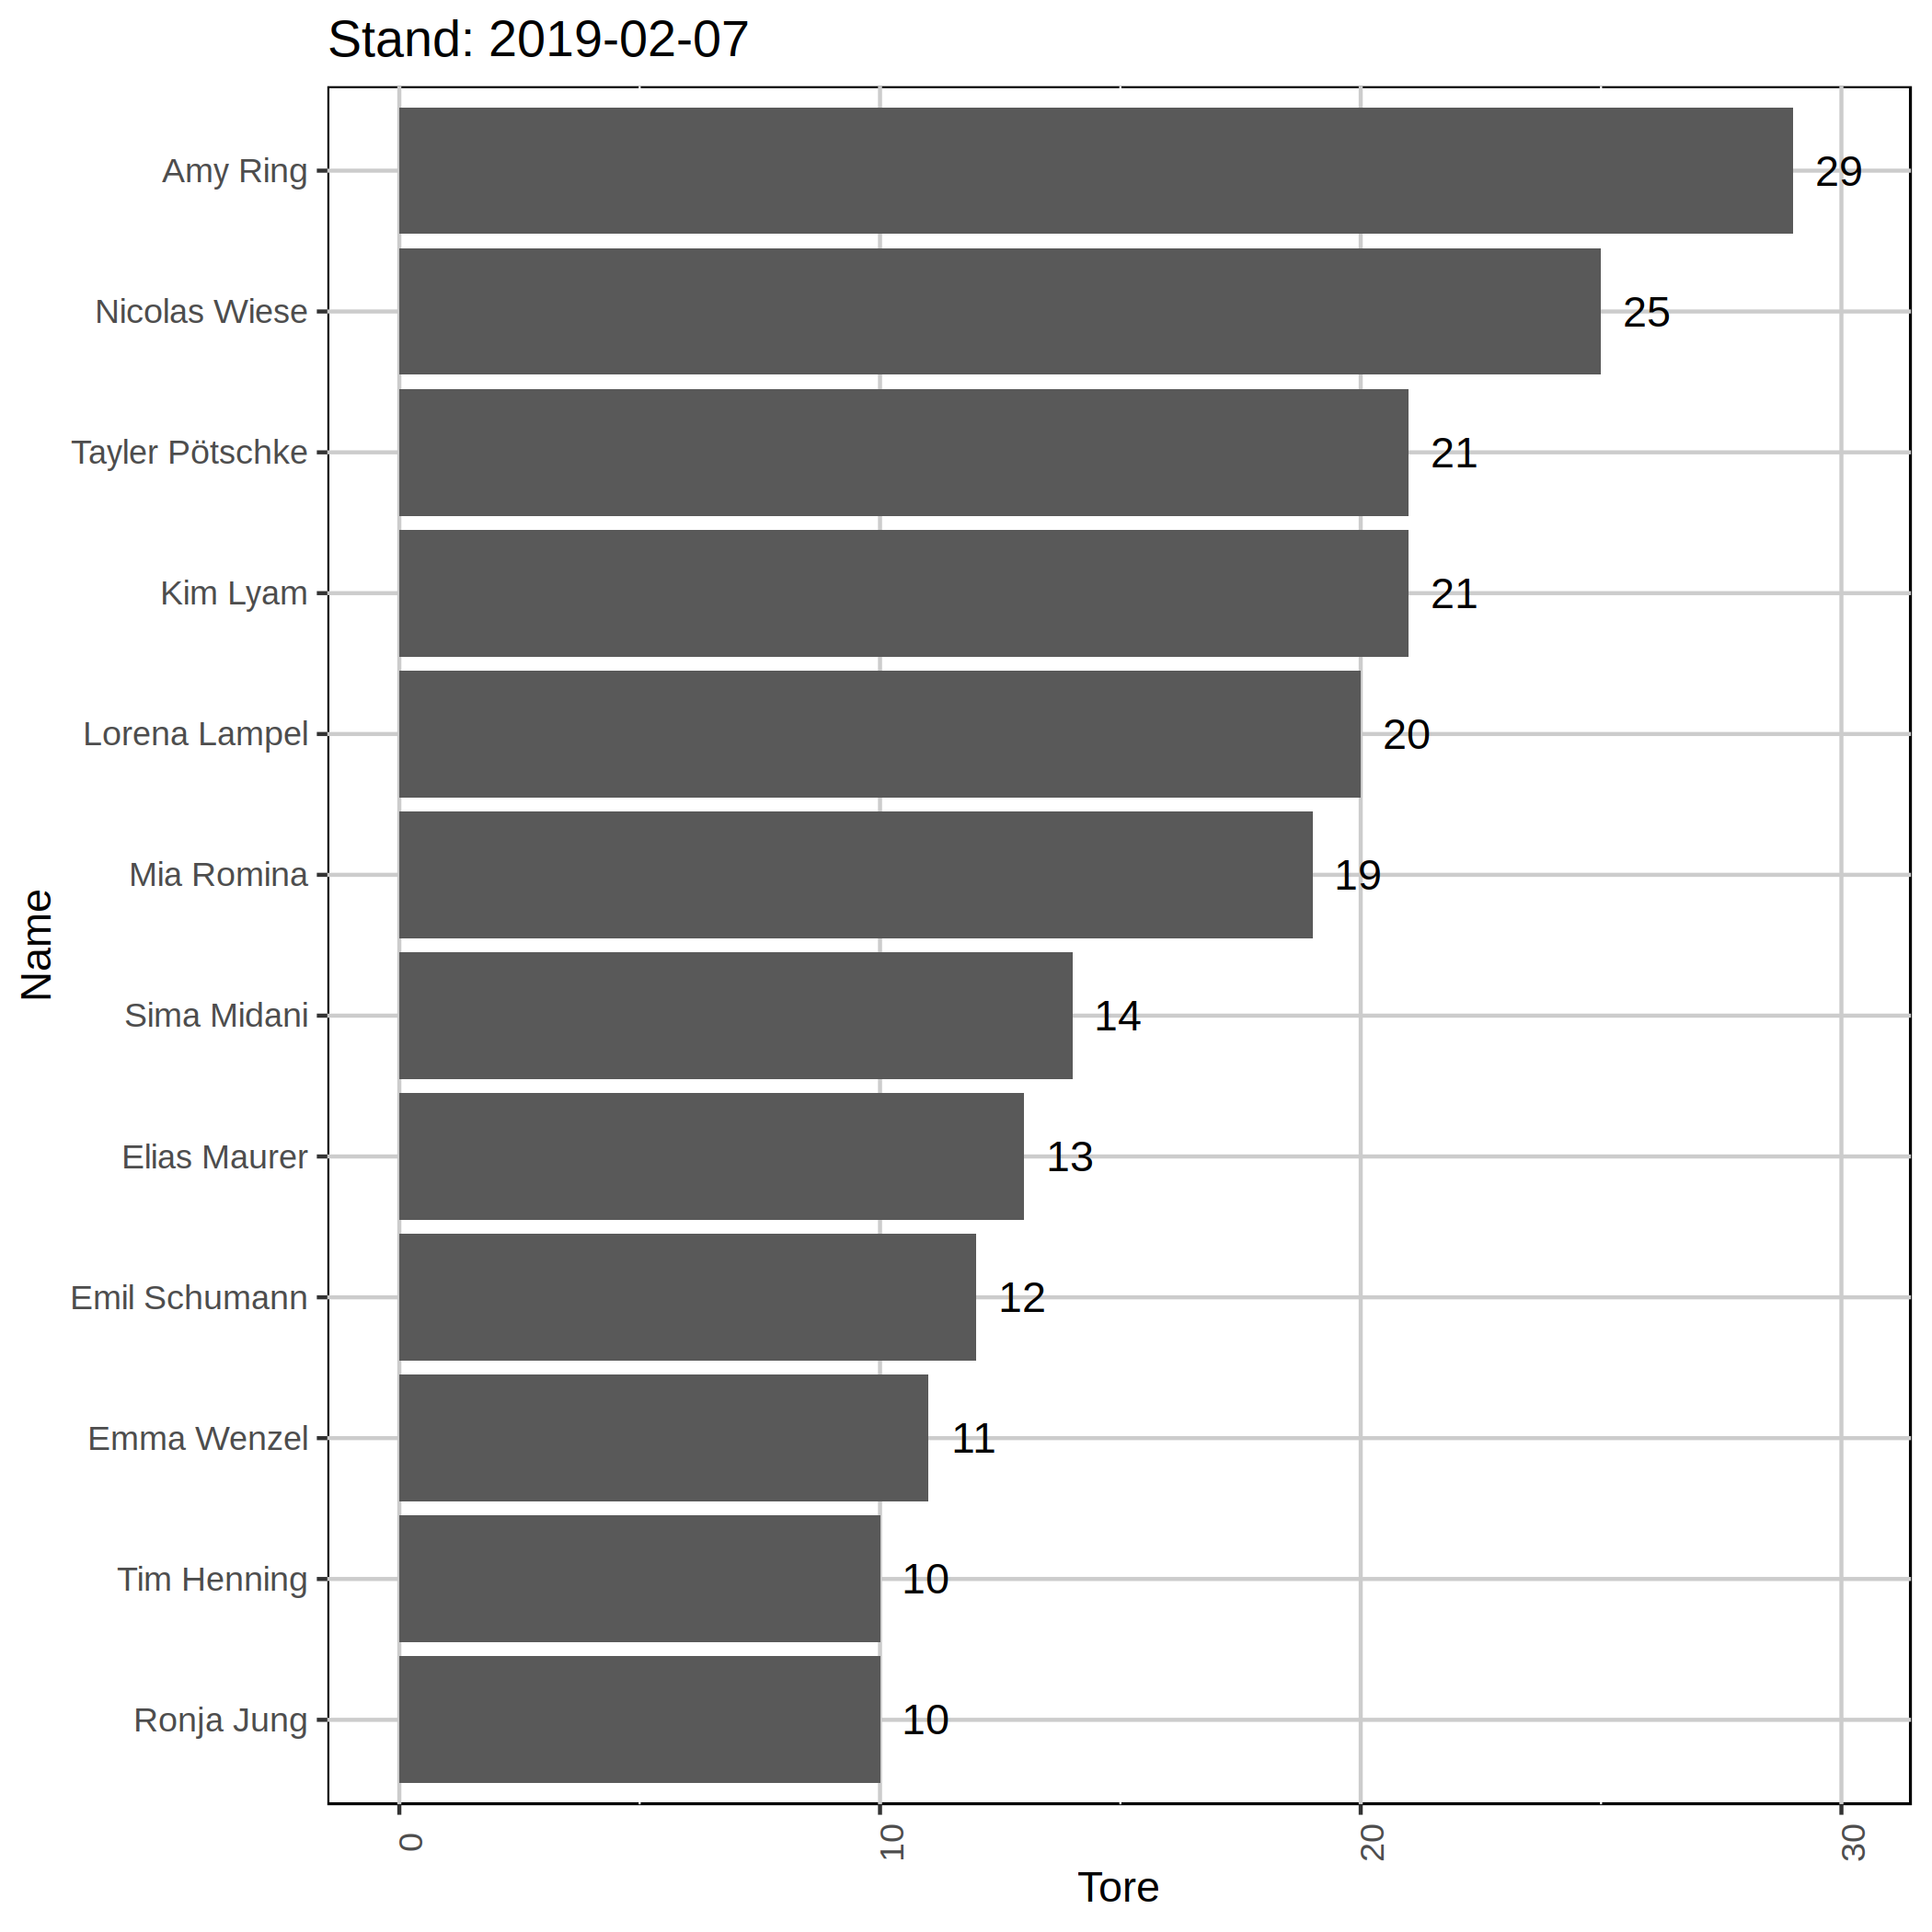 Stand: 2019-02-07
Name
Amy Ring 29
Nicolas Wiese 25
Tayler Pötschke 21
Kim Lyam 21
Lorena Lampel 20
Mia Romina 19
Sima Midani 14
Elias Maurer 13
Emil Schumann 12
Emma Wenzel 11
Tim Henning 10
Ronja Jung 10
0 10 20 30
Tore